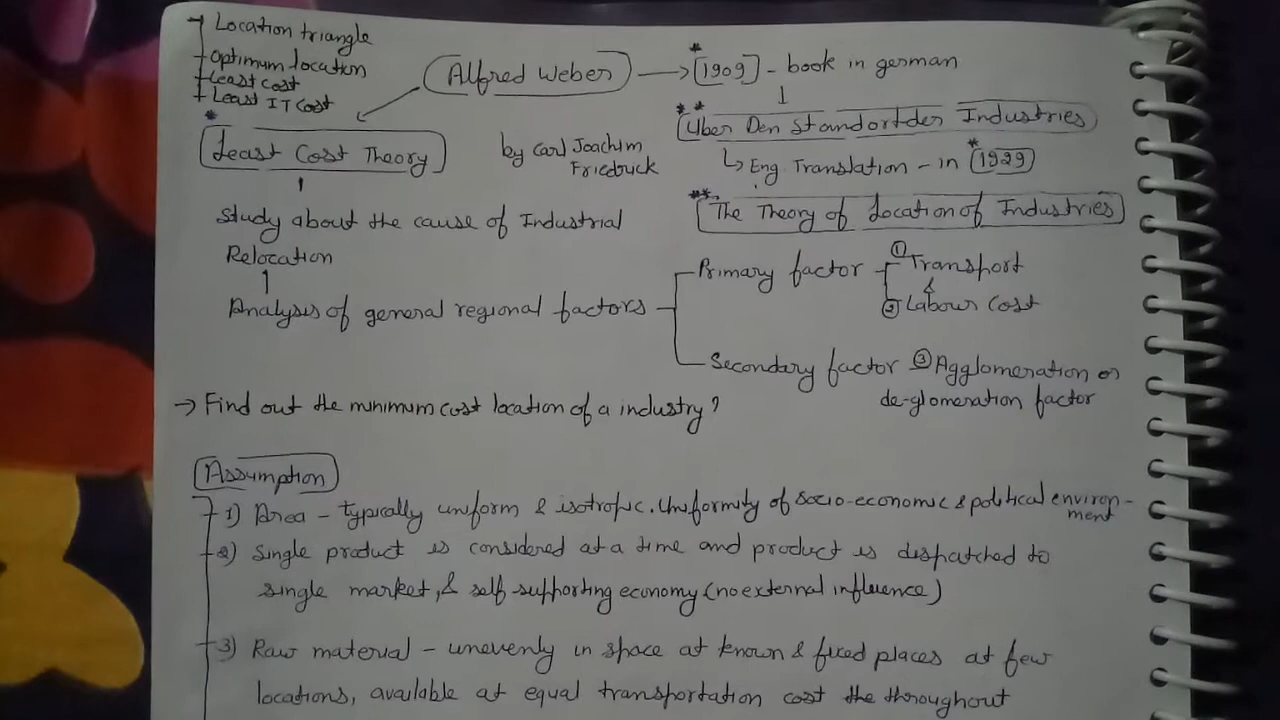 Location triangle
Optimum location
Least cost
Least IT Cost
Alfred Weber → [1909] - book in german
* Least Cost Theory
by Carl Joachim
Friedruck
** Uber Den Standortder Industries
↳ Eng Translation - in * 1929
** The Theory of Location of Industries
Study about the cause of Industrial
Relocation
Analysis of general regional factors
Primary factor ① Transport
&
② Labour Cost
Secondary factor ③ Agglomeration or
de-glomeration factor
→ Find out the minimum cost location of a industry?
Assumption
1) Area - typically uniform & isotropic. Uniformity of socio-economic & political environ-
ment
2) Single product is considered at a time and product is dispatched to
single market, & self supporting economy (no external influence)
3) Raw material - unevenly in space at known & fixed places at few
locations, available at equal transportation cost the throughout